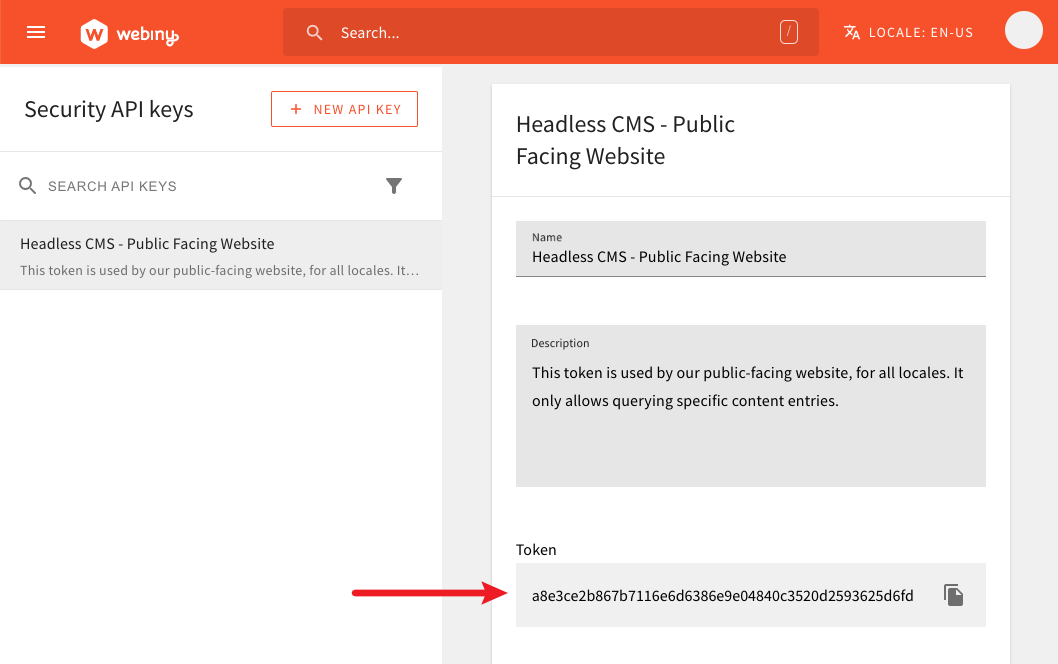 webiny
Search...
/
LOCALE: EN-US
Security API keys
+ NEW API KEY
SEARCH API KEYS
Headless CMS - Public Facing Website
This token is used by our public-facing website, for all locales. It…
Headless CMS - Public
Facing Website
Name
Headless CMS - Public Facing Website
Description
This token is used by our public-facing website, for all locales. It
only allows querying specific content entries.
Token
a8e3ce2b867b7116e6d6386e9e04840c3520d2593625d6fd